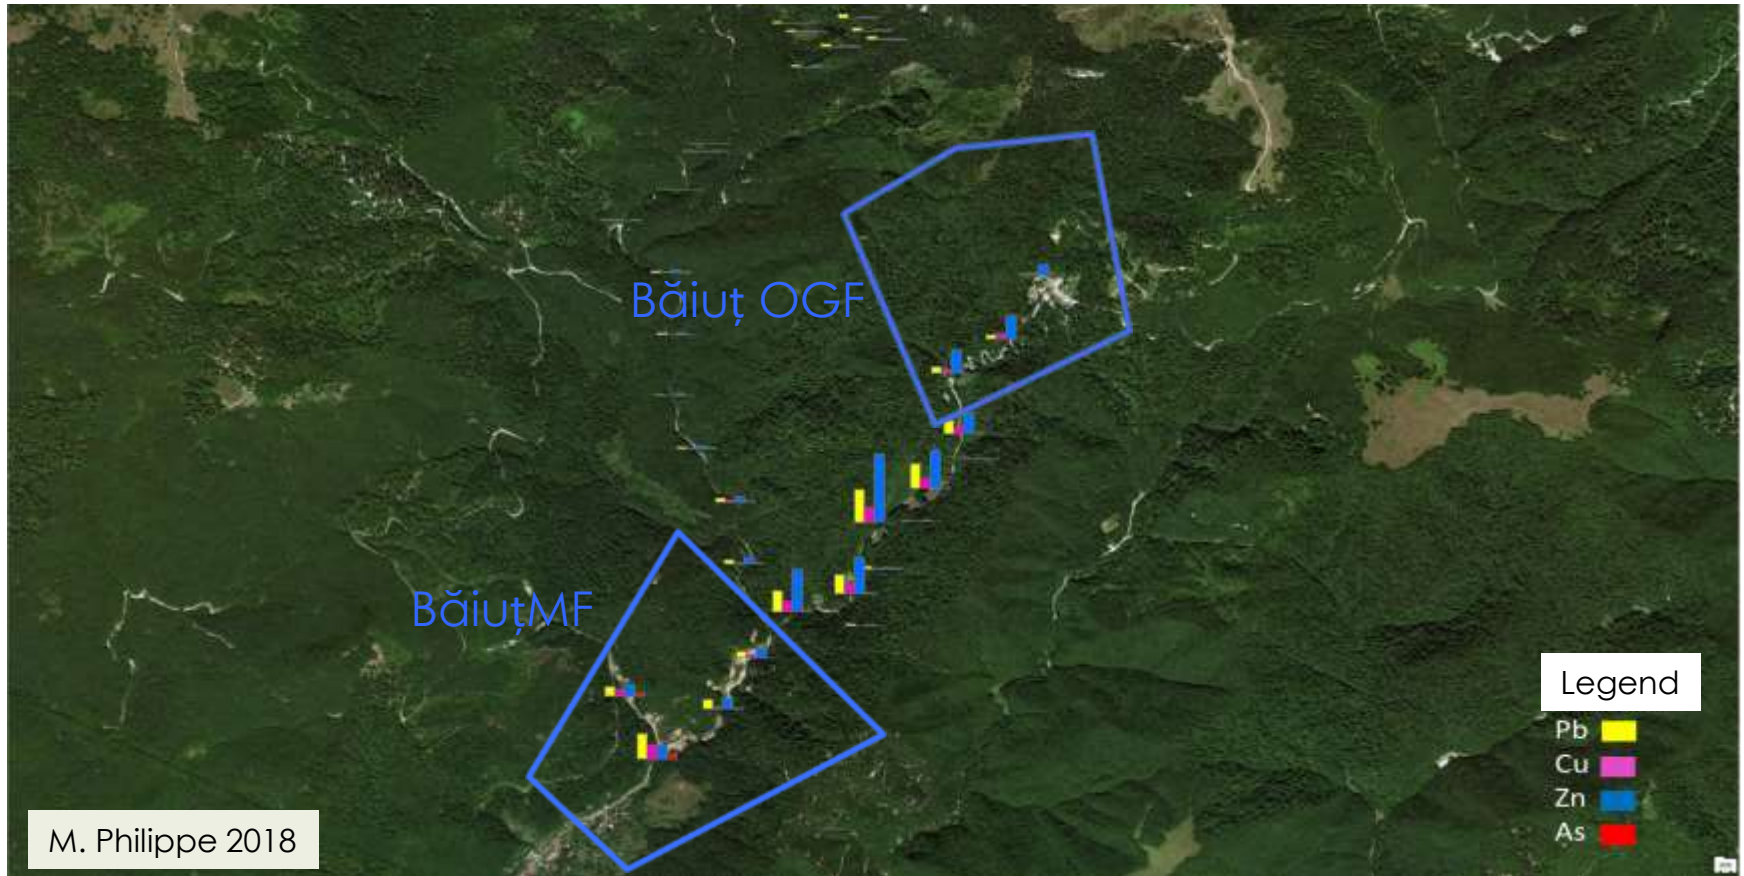 Băiuț OGF
BăiuțMF
Legend
Pb
Cu
Zn
As
M. Philippe 2018